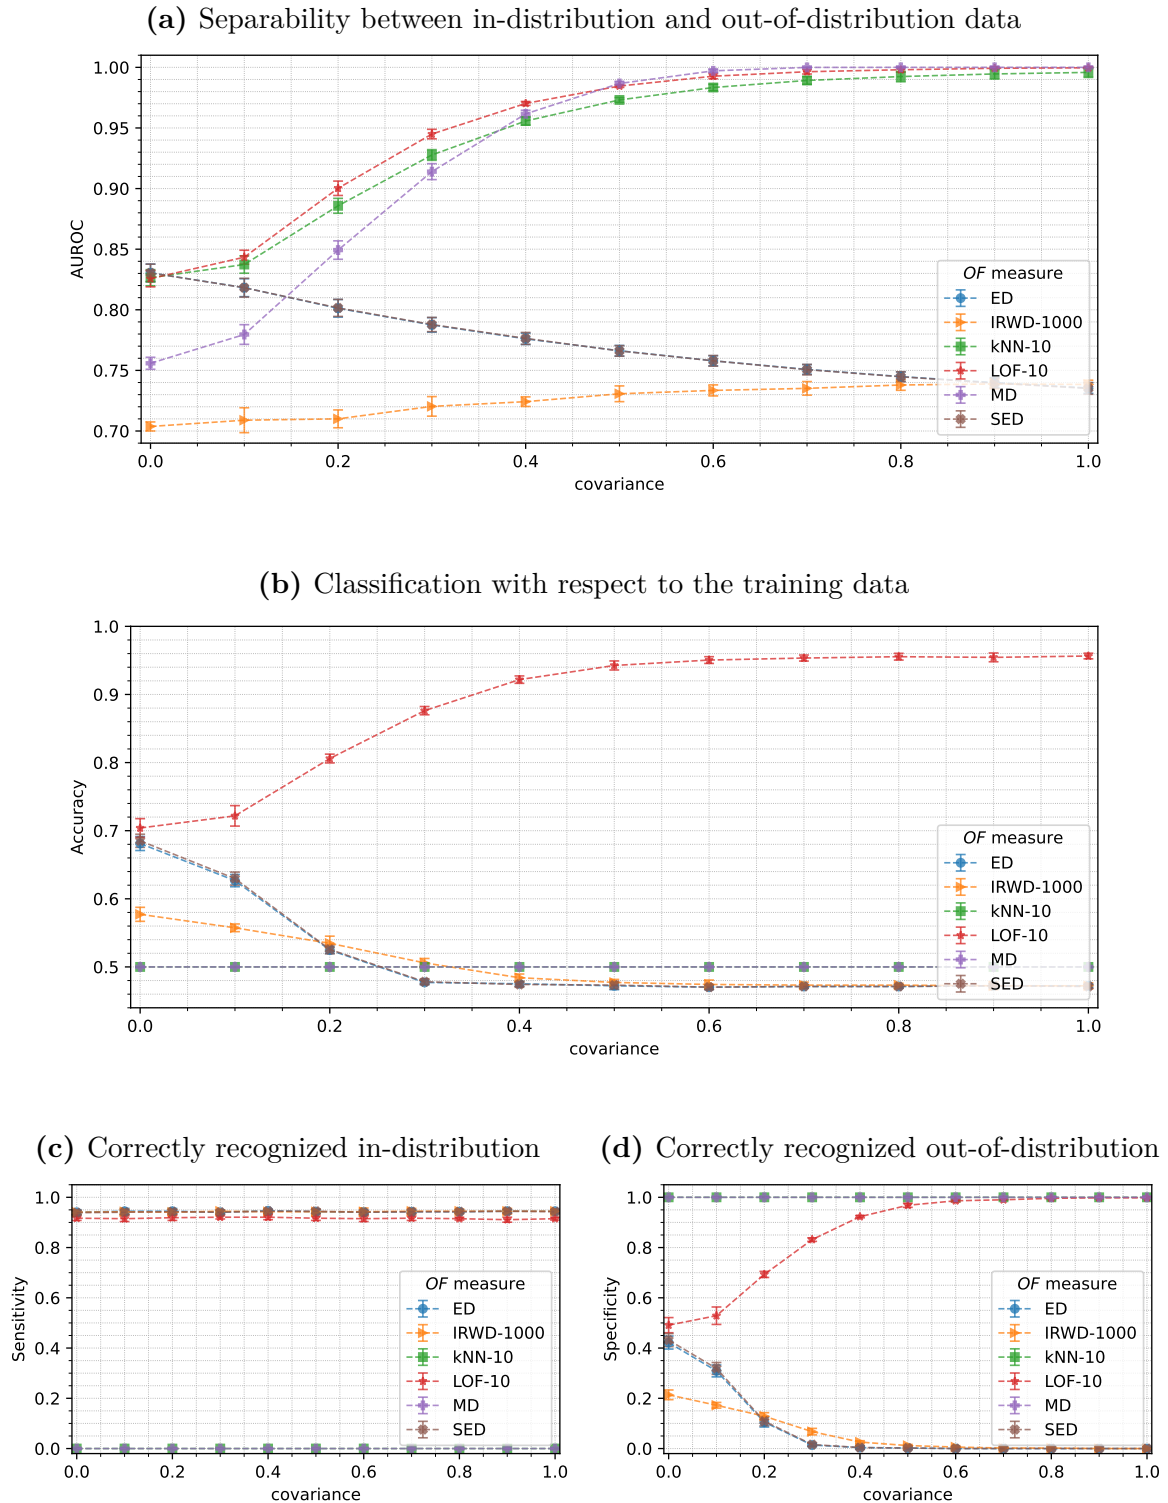 (a) Separability between in-distribution and out-of-distribution data
1.00
0.95
0.90
0.85
0.80
0.75
0.70
AUROC
OF measure
ED
IRWD-1000
kNN-10
LOF-10
MD
SED
0.0 0.2 0.4 0.6 0.8 1.0
covariance
(b) Classification with respect to the training data
1.0
0.9
0.8
0.7
0.6
0.5
Accuracy
OF measure
ED
IRWD-1000
kNN-10
LOF-10
MD
SED
0.0 0.2 0.4 0.6 0.8 1.0
covariance
(c) Correctly recognized in-distribution
1.0
0.8
0.6
0.4
0.2
0.0
Sensitivity
OF measure
ED
IRWD-1000
kNN-10
LOF-10
MD
SED
0.0 0.2 0.4 0.6 0.8 1.0
covariance
(d) Correctly recognized out-of-distribution
1.0
0.8
0.6
0.4
0.2
0.0
Specificity
OF measure
ED
IRWD-1000
kNN-10
LOF-10
MD
SED
0.0 0.2 0.4 0.6 0.8 1.0
covariance